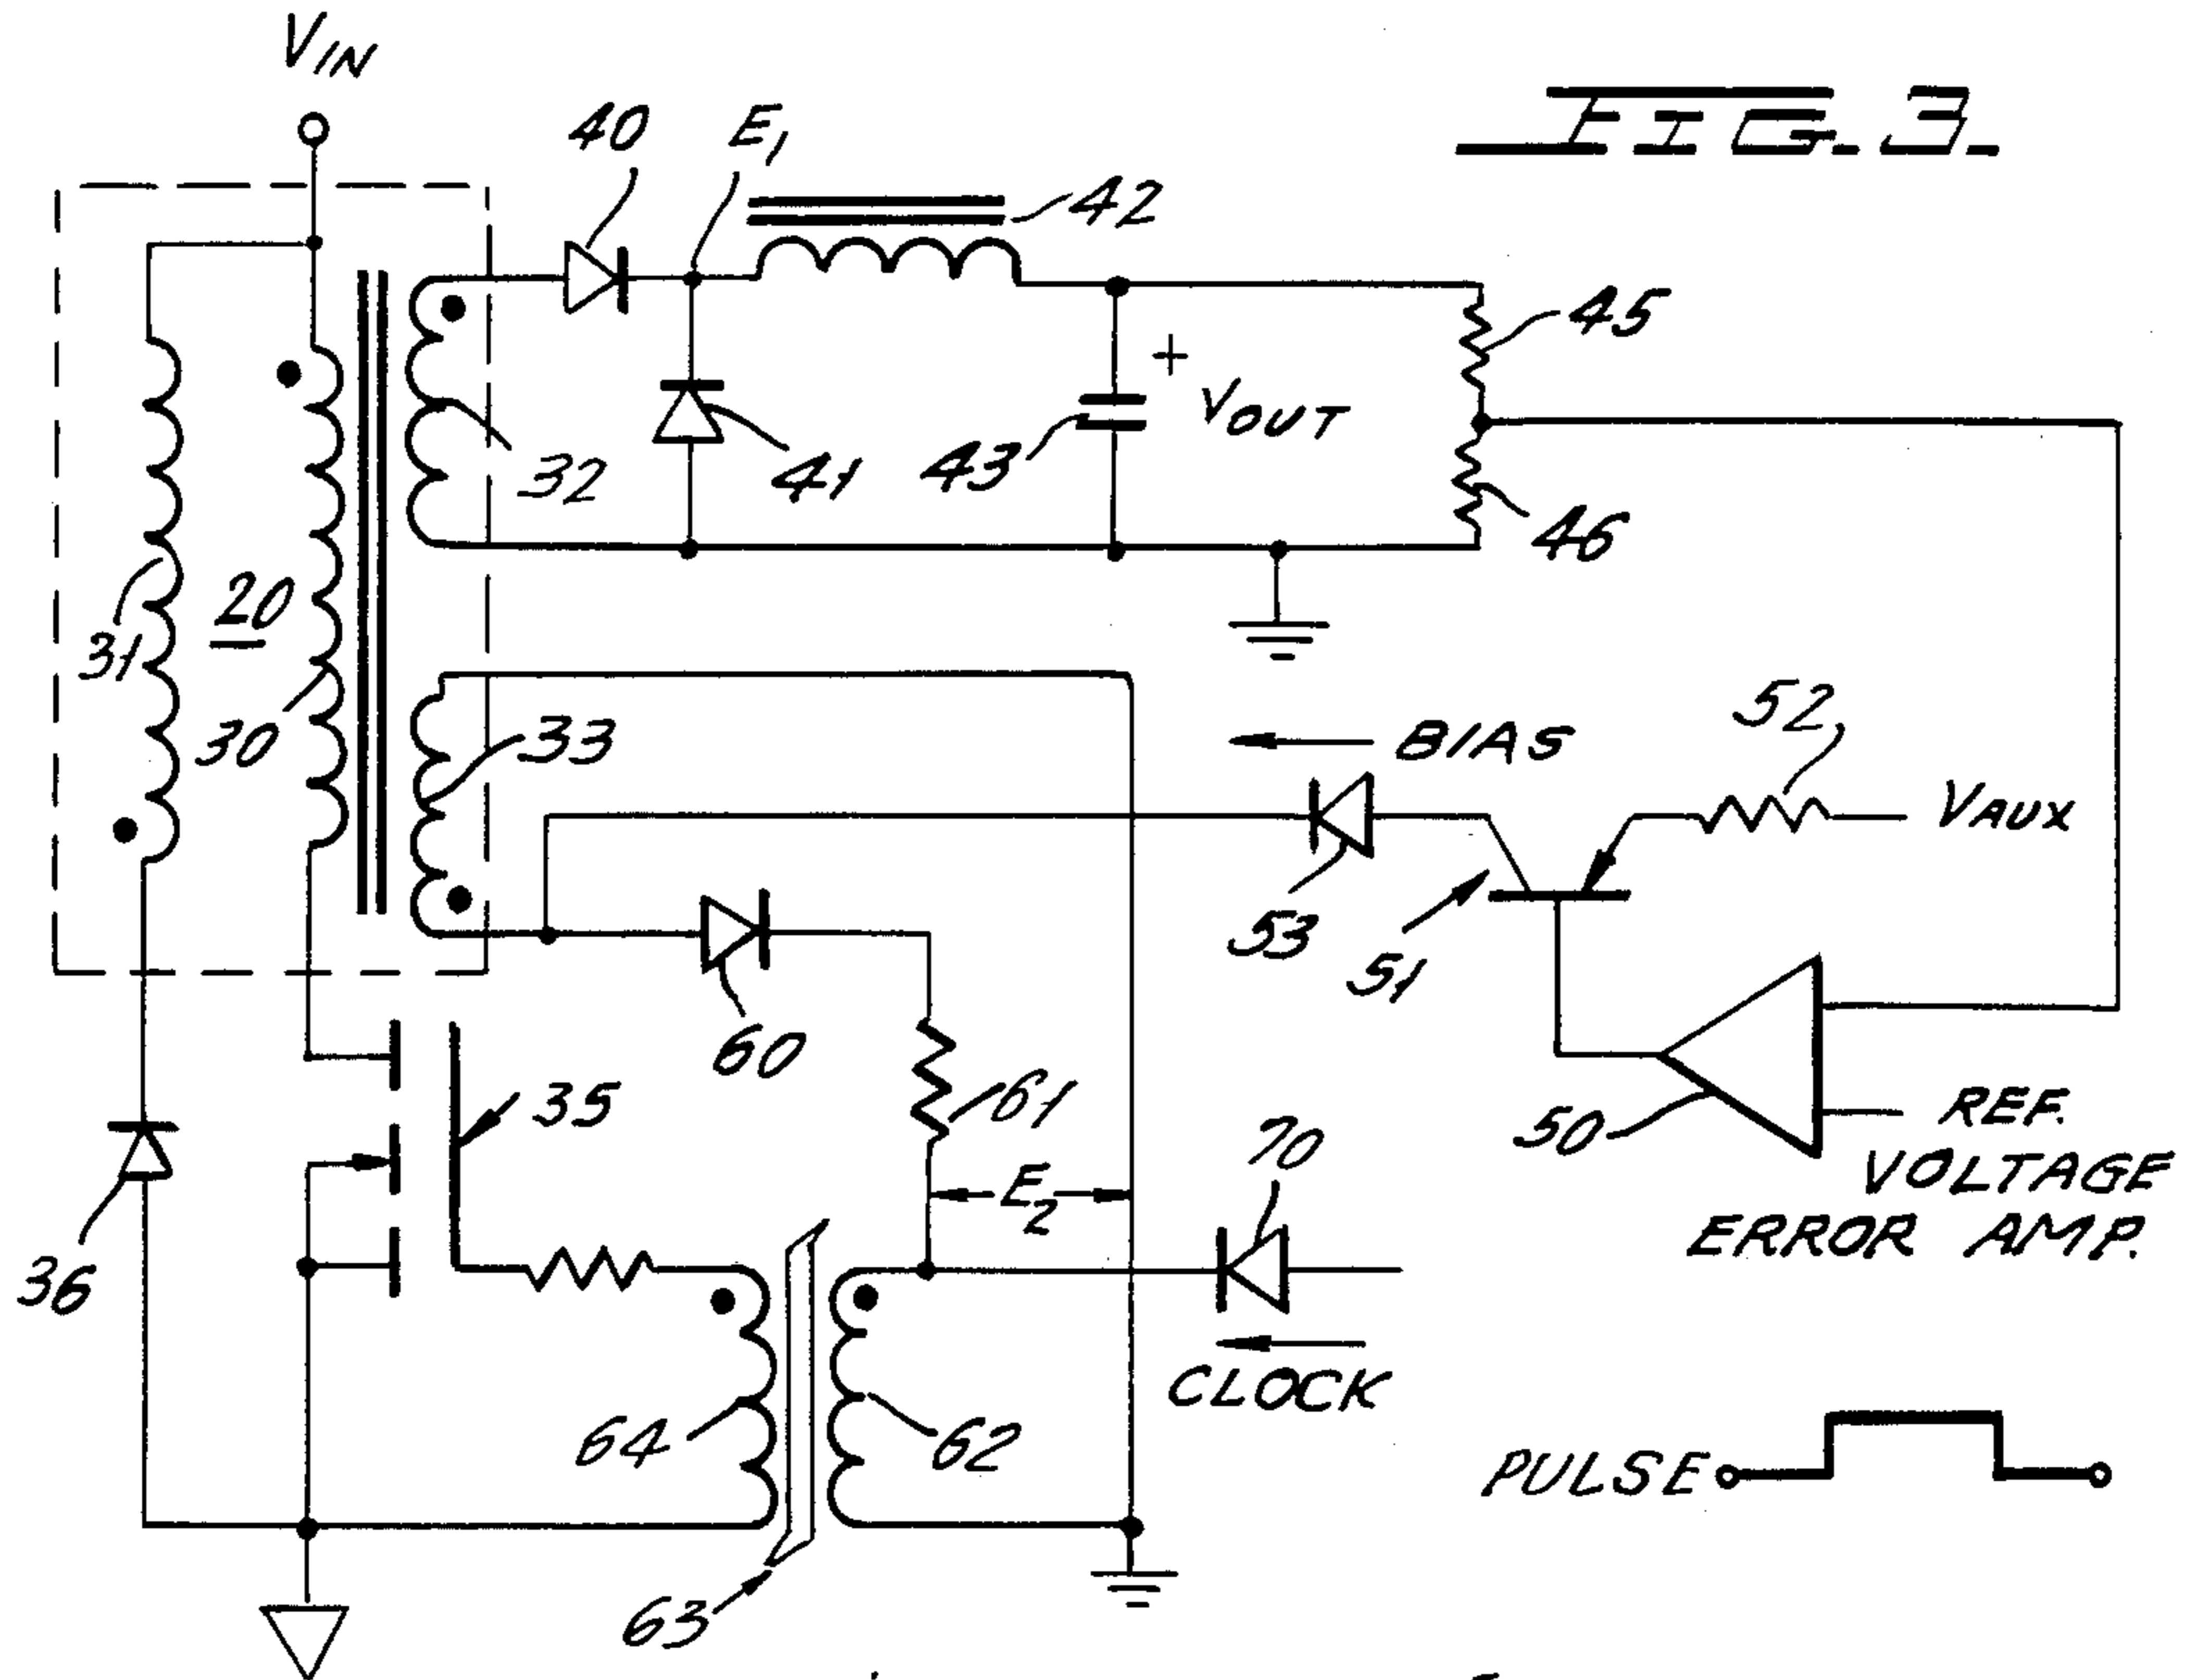 VIN
FIG. 3.
40
E1
42
45
VOUT
32
41
43
46
20
31
30
33
BIAS
52
VAUX
53
51
60
35
61
70
50
REF.
VOLTAGE
ERROR AMP.
E2
36
CLOCK
64
62
PULSE
63